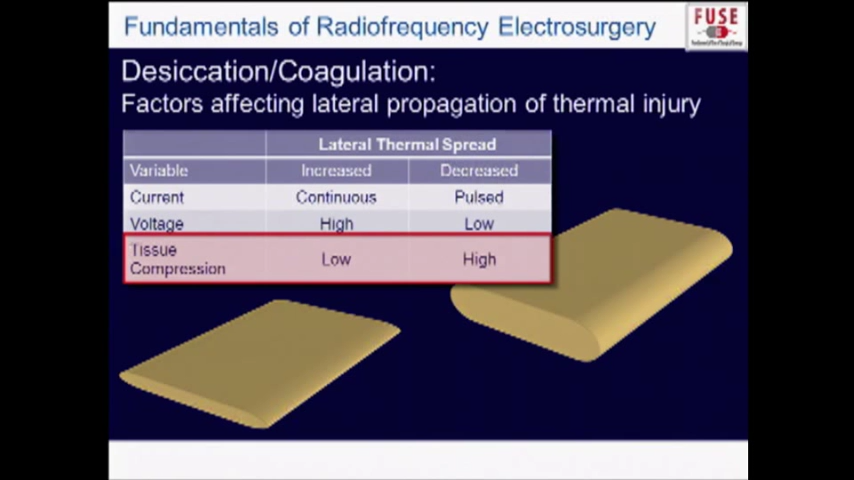 Fundamentals of Radiofrequency Electrosurgery
FUSE
Desiccation/Coagulation:
Factors affecting lateral propagation of thermal injury
Lateral Thermal Spread
Variable Increased Decreased
Current Continuous Pulsed
Voltage High Low
Tissue Compression Low High